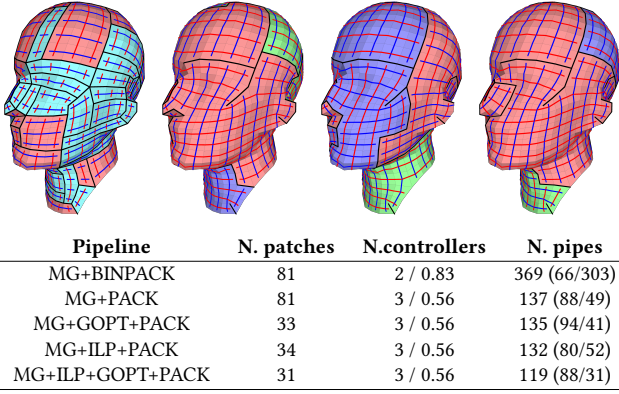 Pipeline N. patches N.controllers N. pipes
MG+BINPACK 81 2 / 0.83 369 (66/303)
MG+PACK 81 3 / 0.56 137 (88/49)
MG+GOPT+PACK 33 3 / 0.56 135 (94/41)
MG+ILP+PACK 34 3 / 0.56 132 (80/52)
MG+ILP+GOPT+PACK 31 3 / 0.56 119 (88/31)